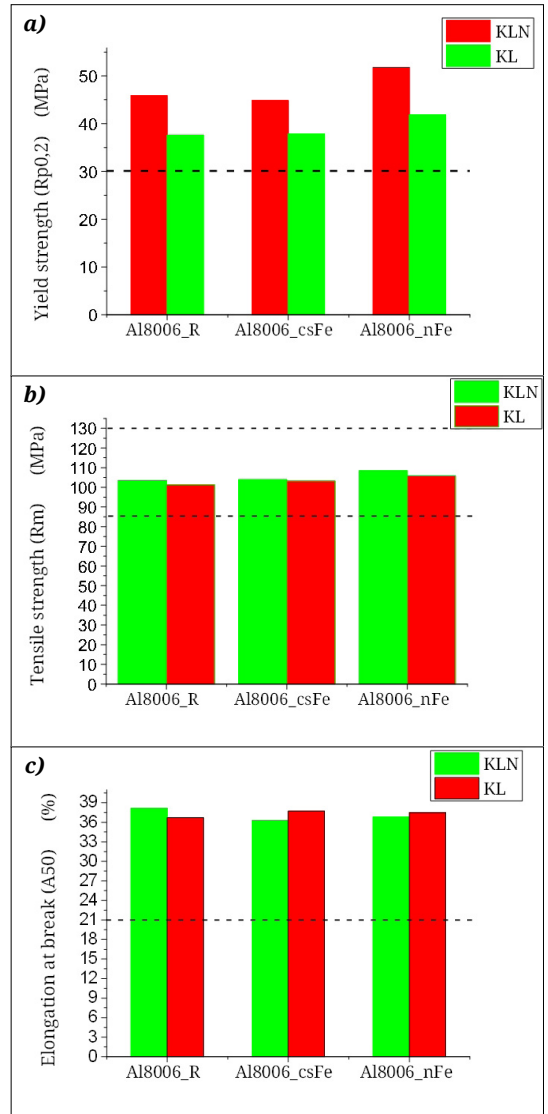 a)
KLN
KL
Yield strength (Rp0,2) (MPa)
50
40
30
20
10
0
Al8006_R Al8006_csFe Al8006_nFe
b)
KLN
KL
Tensile strength (Rm) (MPa)
130
120
110
100
90
80
70
60
50
40
30
20
10
0
Al8006_R Al8006_csFe Al8006_nFe
c)
KLN
KL
Elongation at break (A50) (%)
39
36
33
30
27
24
21
18
15
12
9
6
3
0
Al8006_R Al8006_csFe Al8006_nFe